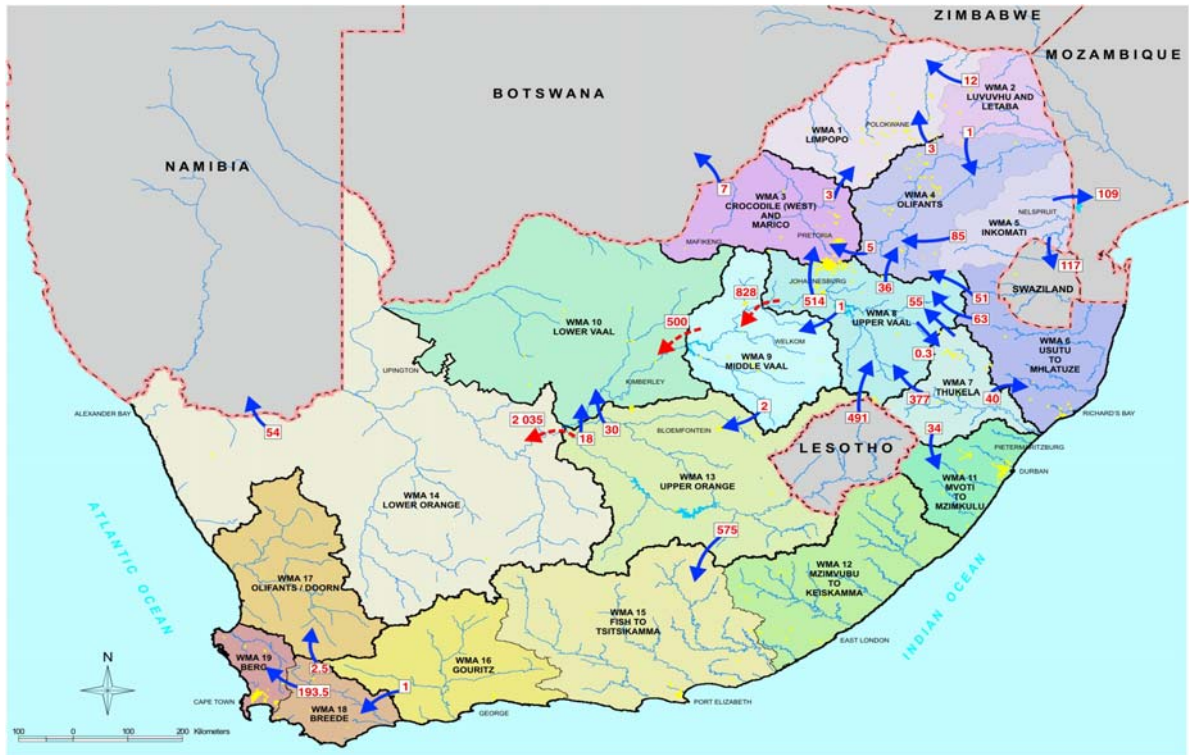 ZIMBABWE
MOZAMBIQUE
BOTSWANA
NAMIBIA
12
WMA 2
LUVUVHU AND
LETABA
POLOKWANE
WMA 1
LIMPOPO
1
3
7
3
WMA 3
CROCODILE (WEST)
AND
MARICO
WMA 4
OLIFANTS
109
NELSPRUIT
WMA 5
INKOMATI
PRETORIA
MAFIKENG
5
85
117
SWAZILAND
JOHANNESBURG
36
828
514
1
55
51
63
WMA 8
UPPER VAAL
500
WMA 10
LOWER VAAL
WELKOM
WMA 9
MIDDLE VAAL
0.3
WMA 6
USUTU
TO
MHLATUZE
UPINGTON
KIMBERLEY
WMA 7
THUKELA
377
40
491
ALEXANDER BAY
54
2 035
18
30
2
BLOEMFONTEIN
34
RICHARD'S BAY
LESOTHO
PIETERMARITZBURG
DURBAN
WMA 11
MVOTI
TO
MZIMKULU
WMA 13
UPPER ORANGE
WMA 14
LOWER ORANGE
ATLANTIC OCEAN
575
WMA 12
MZIMVUBU
TO
KEISKAMMA
WMA 17
OLIFANTS / DOORN
WMA 15
FISH TO
TSITSIKAMMA
INDIAN OCEAN
EAST LONDON
N
WMA 19
BERG
2.5
WMA 16
GOURITZ
193.5
1
CAPE TOWN
WMA 18
BREEDE
GEORGE
PORT ELIZABETH
100 0 100 200 Kilometers